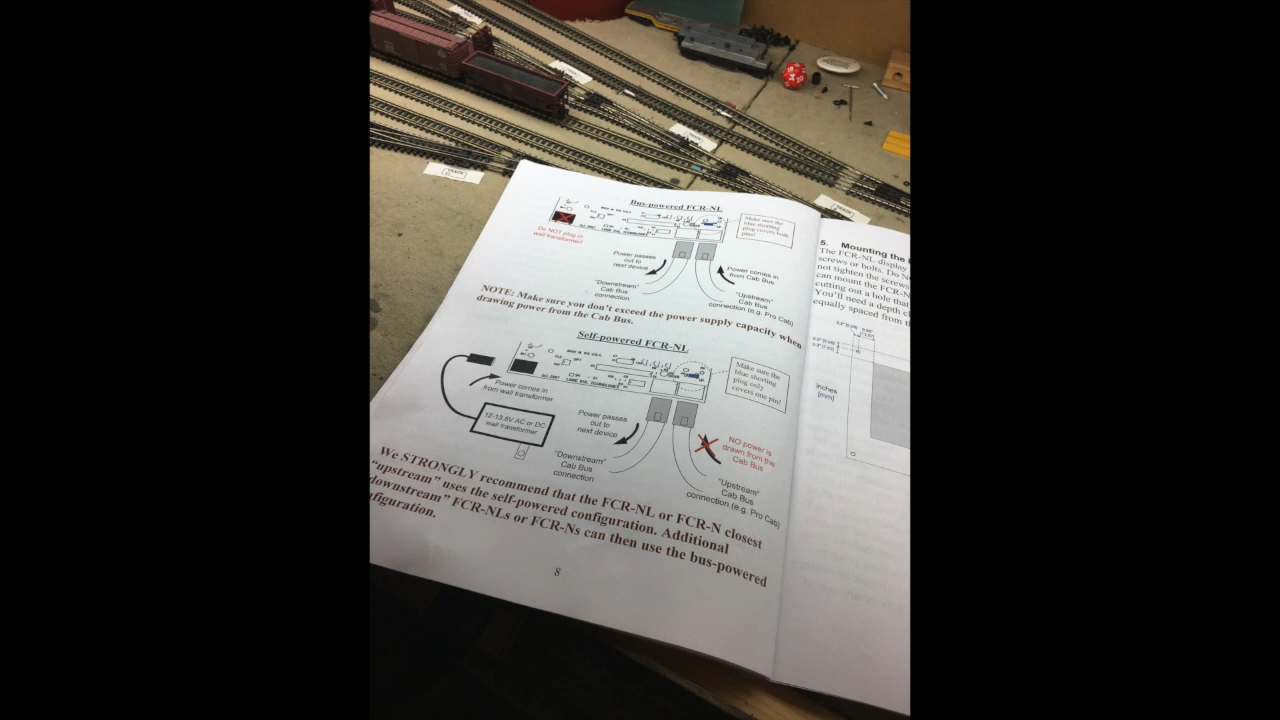 TRACK
TRACK
Bus-powered FCR-NL
Do NOT plug in
wall transformer!
Make sure the
blue shorting
plug covers both
pins!
Power passes
out to
next device
Power comes in
from Cab Bus
"Downstream"
Cab Bus
connection
"Upstream"
Cab Bus
connection (e.g. Pro Cab)
NOTE: Make sure you don't exceed the power supply capacity when
drawing power from the Cab Bus.
Self-powered FCR-NL
LOGIC RAIL TECHNOLOGIES
Make sure the
blue shorting
plug only
covers one pin!
Power comes in
from wall transformer
12-13.5V AC or DC
wall transformer
Power passes
out to
next device
NO power is
drawn from the
Cab Bus
"Downstream"
Cab Bus
connection
"Upstream"
Cab Bus
connection (e.g. Pro Cab)
We STRONGLY recommend that the FCR-NL or FCR-N closest
"upstream" uses the self-powered configuration. Additional
downstream" FCR-NLs or FCR-Ns can then use the bus-powered
nfiguration.
8
5. Mounting the
The FCR-NL display
screws or bolts. Do
not tighten the screws
can mount the FCR-N
cutting out a hole that
You'll need a depth
equally spaced from
inches
[mm]